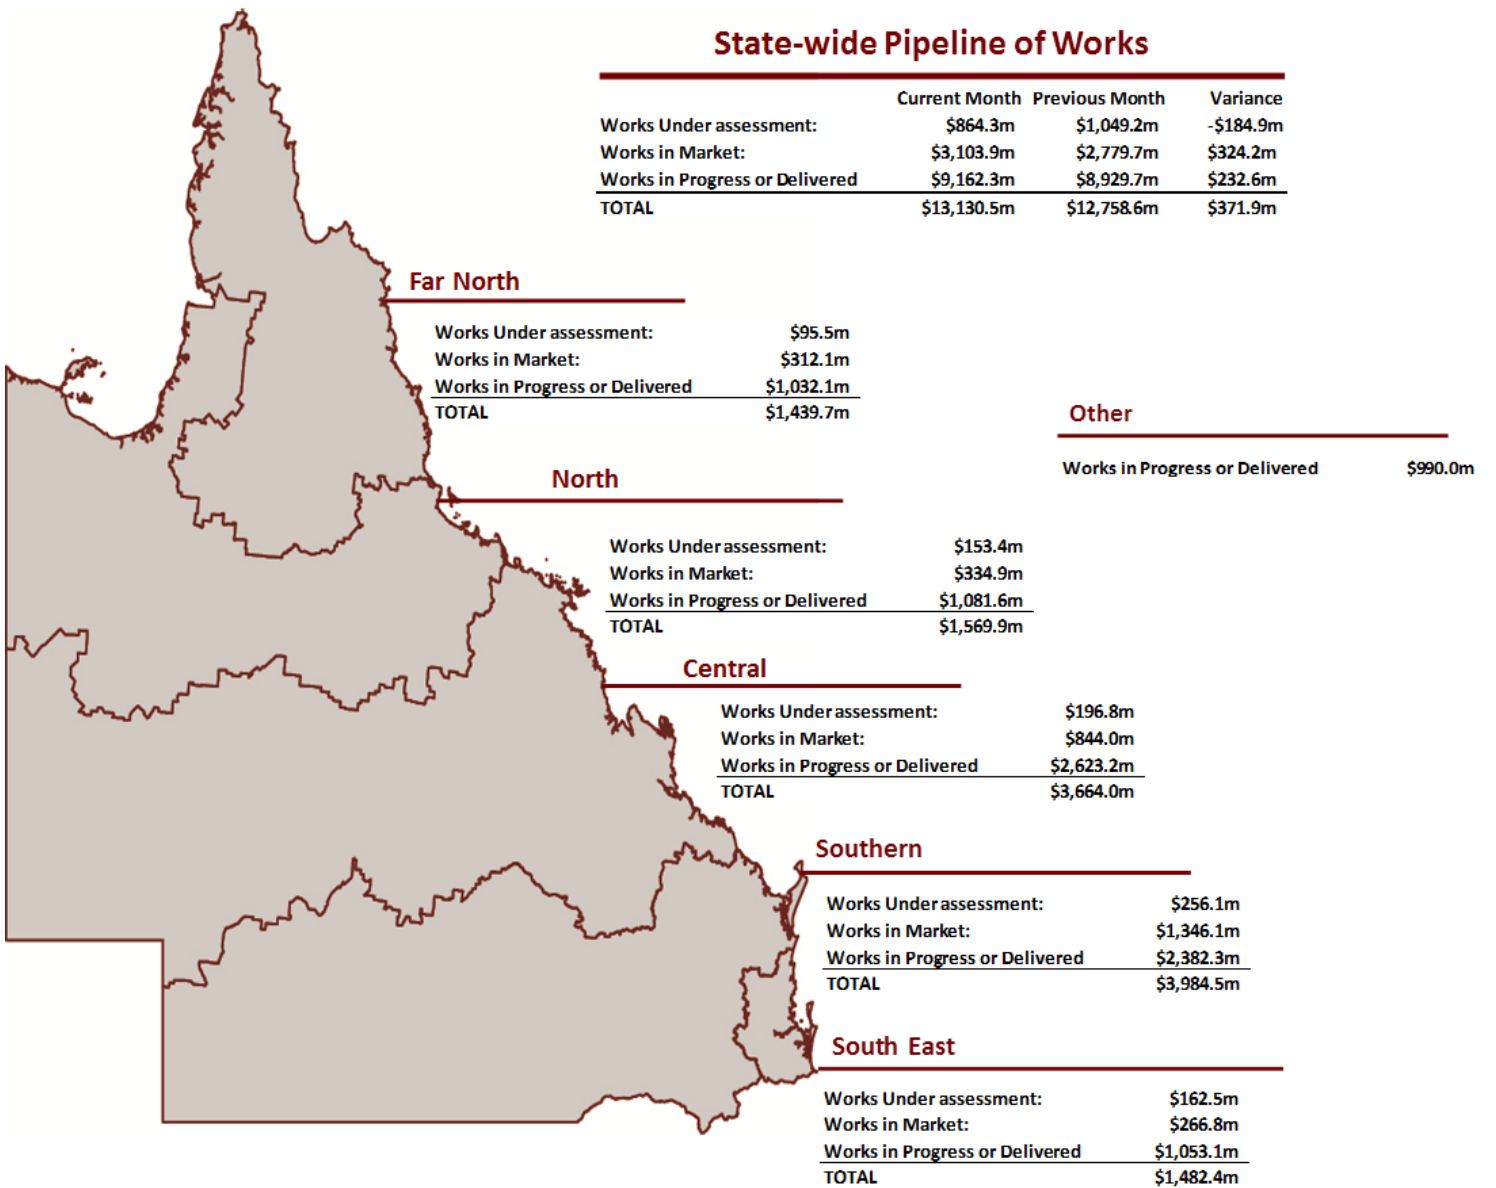 State-wide Pipeline of Works
Current Month Previous Month Variance
Works Under assessment: $864.3m $1,049.2m -$184.9m
Works in Market: $3,103.9m $2,779.7m $324.2m
Works in Progress or Delivered $9,162.3m $8,929.7m $232.6m
TOTAL $13,130.5m $12,758.6m $371.9m
Far North
Works Under assessment: $95.5m
Works in Market: $312.1m
Works in Progress or Delivered $1,032.1m
TOTAL $1,439.7m
Other
Works in Progress or Delivered $990.0m
North
Works Under assessment: $153.4m
Works in Market: $334.9m
Works in Progress or Delivered $1,081.6m
TOTAL $1,569.9m
Central
Works Under assessment: $196.8m
Works in Market: $844.0m
Works in Progress or Delivered $2,623.2m
TOTAL $3,664.0m
Southern
Works Under assessment: $256.1m
Works in Market: $1,346.1m
Works in Progress or Delivered $2,382.3m
TOTAL $3,984.5m
South East
Works Under assessment: $162.5m
Works in Market: $266.8m
Works in Progress or Delivered $1,053.1m
TOTAL $1,482.4m